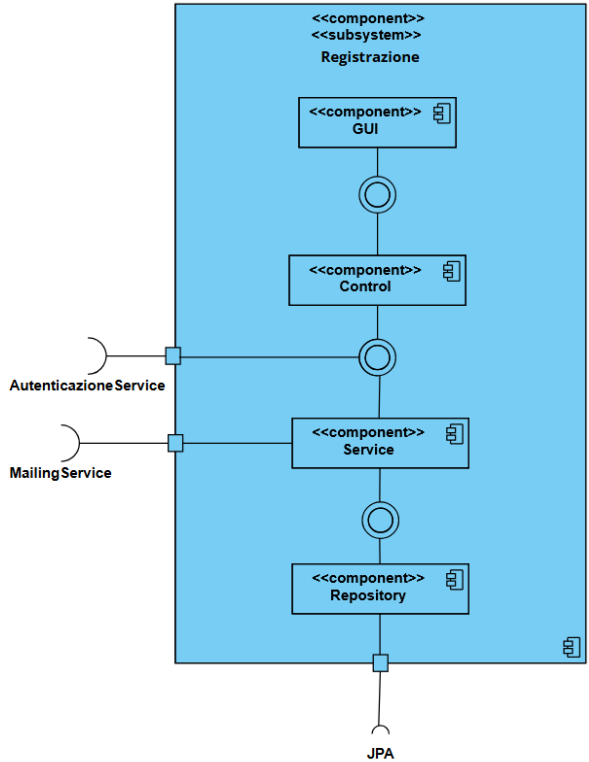 <<component>>
<<subsystem>>
Registrazione
<<component>>
GUI
<<component>>
Control
AutenticazioneService
<<component>>
Service
MailingService
<<component>>
Repository
JPA